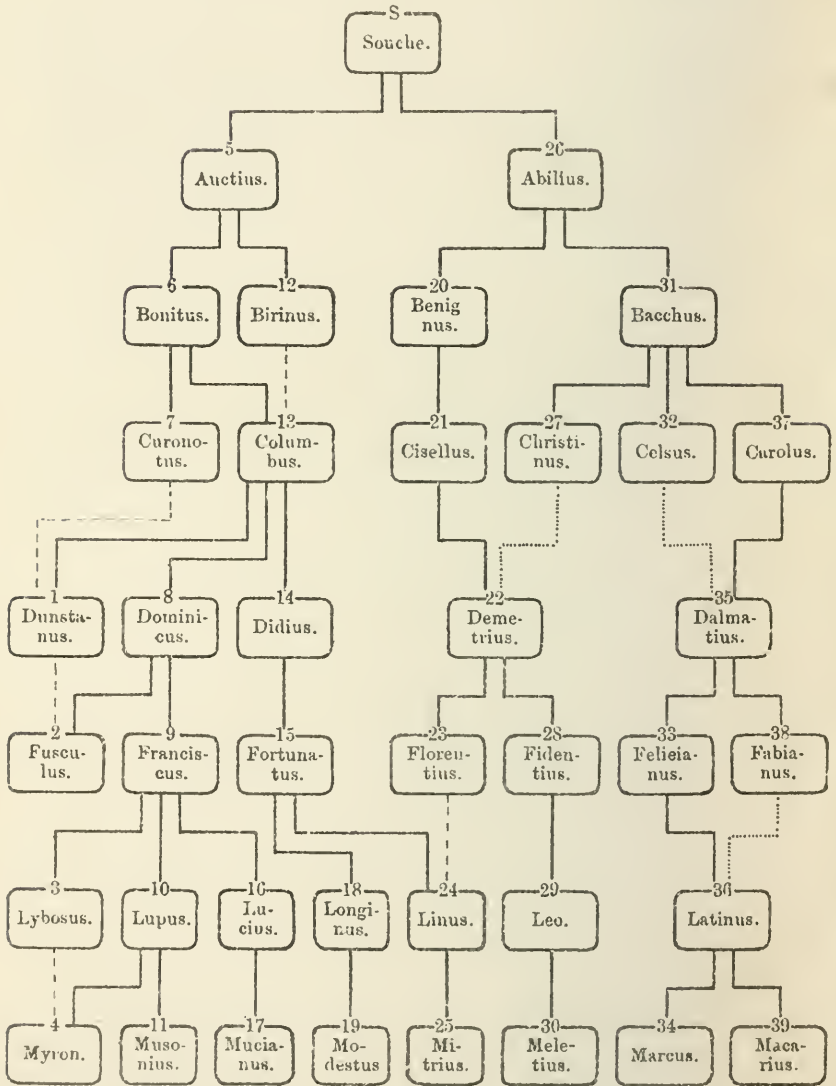 S
Souche.
5 26
Auctius. Abilius.
6 12 20 31
Bonitus. Birinus. Benig Bacchus.
nus.
7 13 21 27 32 37
Curono- Colum- Cisellus. Christi- Celsus. Carolus.
tus. bus. nus.
1 8 14 22 35
Dunsta- Domini- Didius. Deme- Dalma-
nus. cus. trius. tius.
2 9 15 23 28 33 38
Fuscu- Francis- Fortuna- Floren- Fiden- Felicia- Fabia-
lus. cus. tus. tius. tius. nus. nus.
3 10 16 18 24 29 36
Lybosus. Lupus. Lu- Longi- Linus. Leo. Latinus.
cius. nus.
4 11 17 19 25 30 34 39
Myron. Muso- Mucia- Mo- Mi- Mele- Marcus. Maca-
nius. nus. destus trius. tius. rius.